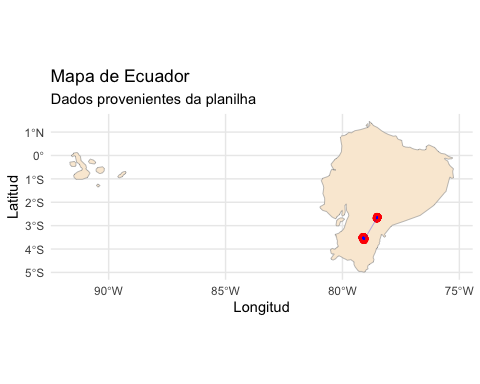 Mapa de Ecuador
Dados provenientes da planilha
1°N
0°
1°S
2°S
3°S
4°S
5°S
Latitud
90°W
85°W
80°W
75°W
Longitud